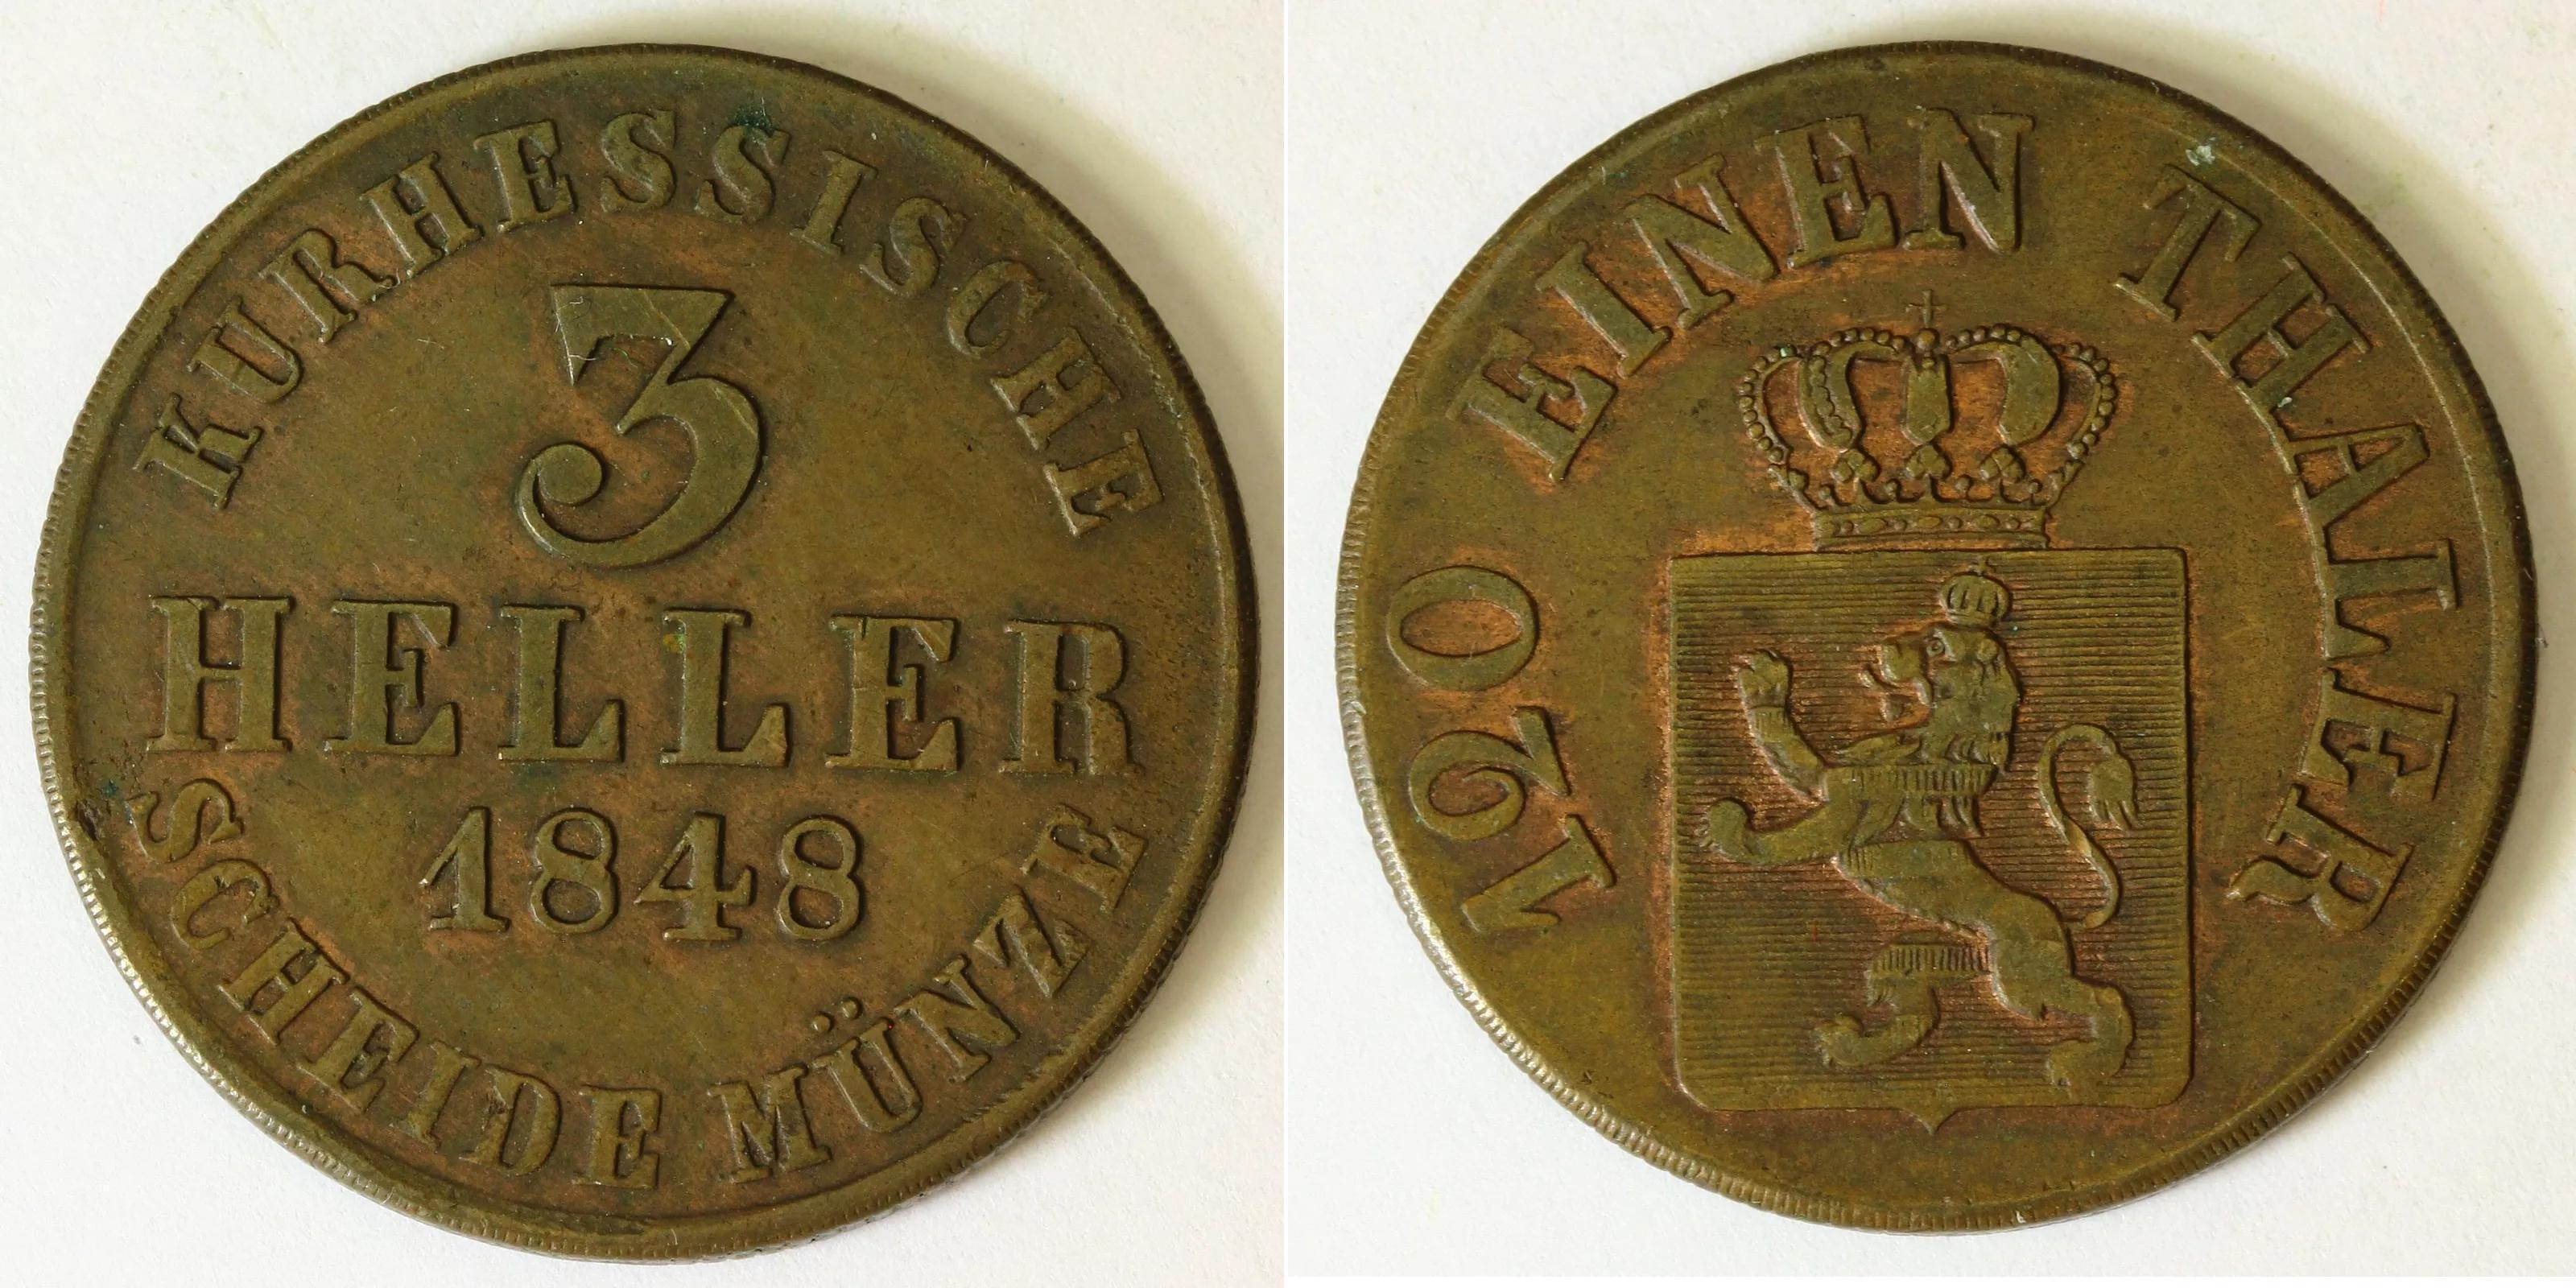 KURHESSISCHE
3
HELLER
1848
SCHEIDE MÜNZE
120 EINEN THALER